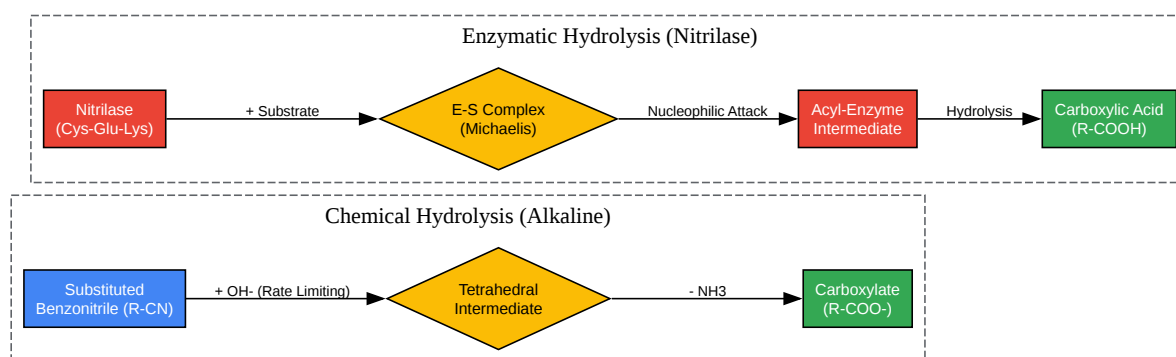 Enzymatic Hydrolysis (Nitrilase)
Nitrilase
(Cys-Glu-Lys)
+ Substrate
E-S Complex
(Michaelis)
Nucleophilic Attack
Acyl-Enzyme
Intermediate
Hydrolysis
Carboxylic Acid
(R-COOH)
Chemical Hydrolysis (Alkaline)
Substituted
Benzonitrile (R-CN)
+ OH- (Rate Limiting)
Tetrahedral
Intermediate
- NH3
Carboxylate
(R-COO-)